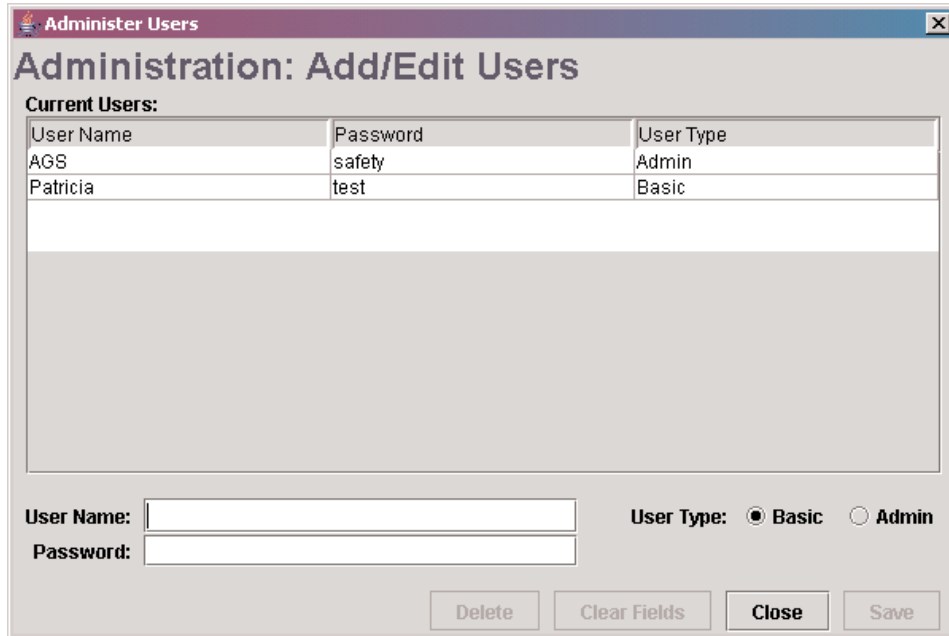 Administer Users
Administration: Add/Edit Users
Current Users:
User Name Password User Type
AGS safety Admin
Patricia test Basic
User Name: User Type: Basic Admin
Password:
Delete Clear Fields Close Save